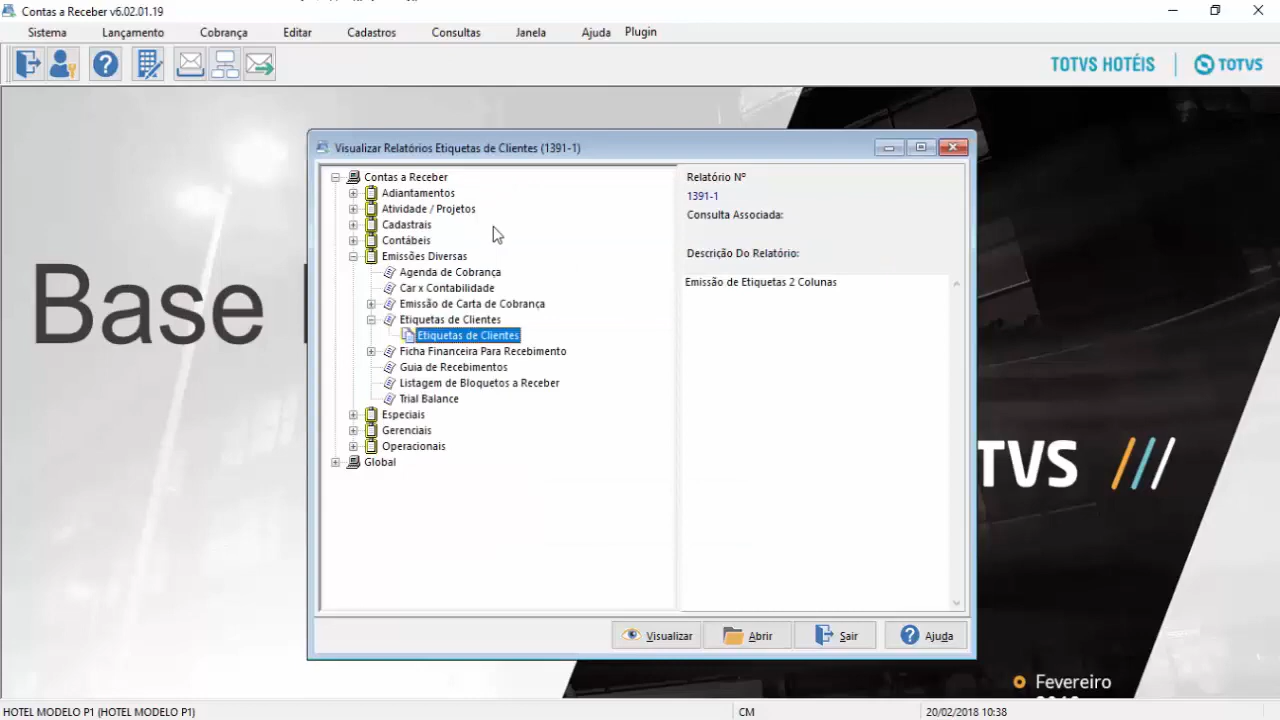 Contas a Receber v6.02.01.19
Sistema Lançamento Cobrança Editar Cadastros Consultas Janela Ajuda Plugin
TOTVS HOTÉIS TOTVS
Base
Visualizar Relatórios Etiquetas de Clientes (1391-1)
Contas a Receber
Adiantamentos
Atividade / Projetos
Cadastrais
Contábeis
Emissões Diversas
Agenda de Cobrança
Car x Contabilidade
Emissão de Carta de Cobrança
Etiquetas de Clientes
Etiquetas de Clientes
Ficha Financeira Para Recebimento
Guia de Recebimentos
Listagem de Bloquetos a Receber
Trial Balance
Especiais
Gerenciais
Operacionais
Global
Relatório Nº
1391-1
Consulta Associada:
Descrição Do Relatório:
Emissão de Etiquetas 2 Colunas
Visualizar Abrir Sair Ajuda
TVS
Fevereiro
HOTEL MODELO P1 (HOTEL MODELO P1) CM 20/02/2018 10:38